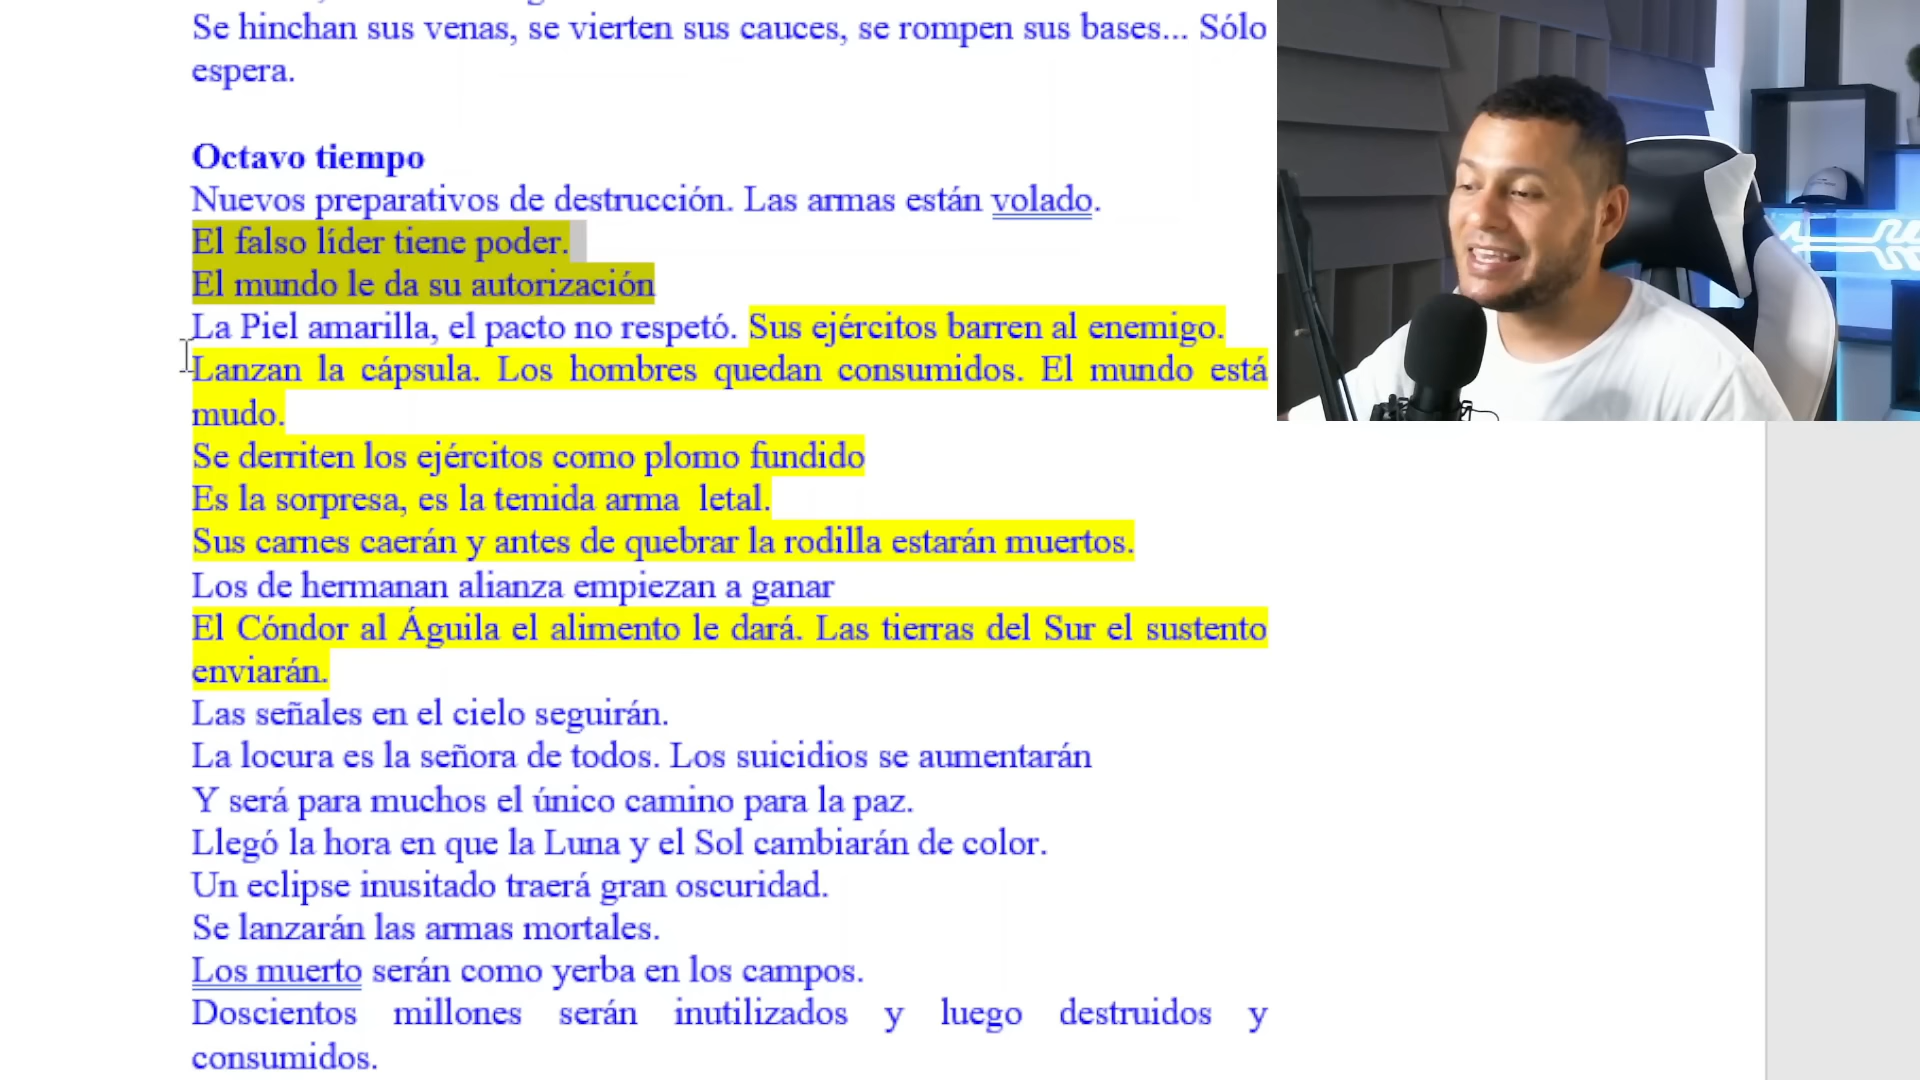 Se hinchan sus venas, se vierten sus cauces, se rompen sus bases... Sólo
espera.
Octavo tiempo
Nuevos preparativos de destrucción. Las armas están volado.
El falso líder tiene poder.
El mundo le da su autorización
La Piel amarilla, el pacto no respetó. Sus ejércitos barren al enemigo.
Lanzan la cápsula. Los hombres quedan consumidos. El mundo está
mudo.
Se derriten los ejércitos como plomo fundido
Es la sorpresa, es la temida arma  letal.
Sus carnes caerán y antes de quebrar la rodilla estarán muertos.
Los de hermanan alianza empiezan a ganar
El Cóndor al Águila el alimento le dará. Las tierras del Sur el sustento
enviarán.
Las señales en el cielo seguirán.
La locura es la señora de todos. Los suicidios se aumentarán
Y será para muchos el único camino para la paz.
Llegó la hora en que la Luna y el Sol cambiarán de color.
Un eclipse inusitado traerá gran oscuridad.
Se lanzarán las armas mortales.
Los muerto serán como yerba en los campos.
Doscientos millones serán inutilizados y luego destruidos y
consumidos.